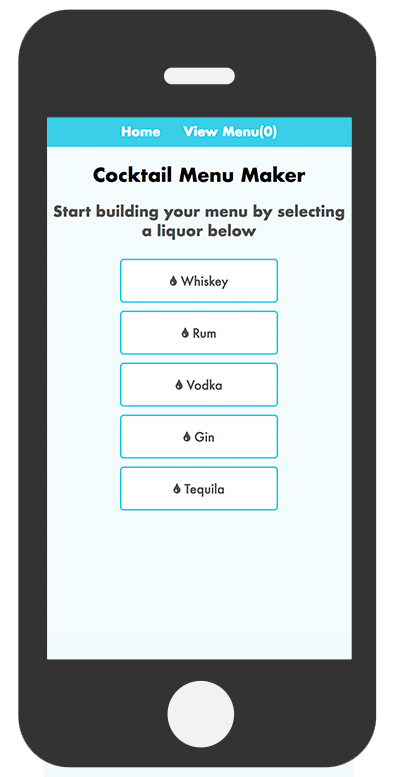 Home View Menu(0)
Cocktail Menu Maker
Start building your menu by selecting
a liquor below
Whiskey
Rum
Vodka
Gin
Tequila